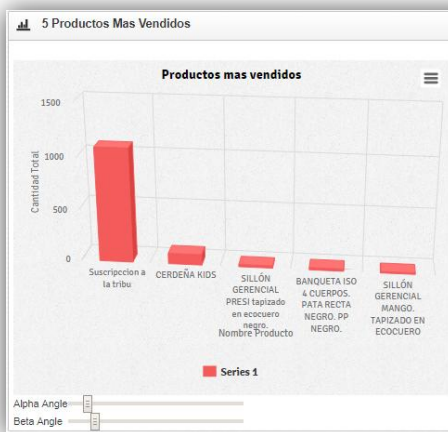 5 Productos Mas Vendidos
Productos mas vendidos
1500
1000
500
0
Cantidad Total
Suscripccion a
la tribu
CERDEÑA KIDS
SILLÓN
GERENCIAL
PRESI tapizado
en ecocuero
negro.
BANQUETA ISO
4 CUERPOS.
PATA RECTA
NEGRO. PP
NEGRO.
SILLÓN
GERENCIAL
MANGO.
TAPIZADO EN
ECOCUERO
Nombre Producto
Series 1
Alpha Angle
Beta Angle